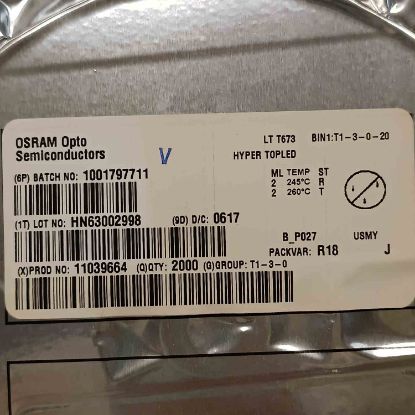 OSRAM Opto
Semiconductors
V
LT T673 BIN1:T1-3-0-20
HYPER TOPLED
(6P) BATCH NO: 1001797711
ML TEMP ST
2 245°C R
2 260°C T
(1T) LOT NO: HN63002998 (9D) D/C: 0617
B_P027 USMY
PACKVAR: R18 J
(X)PROD NO: 11039664 (Q)QTY: 2000 (G)GROUP: T1-3-0